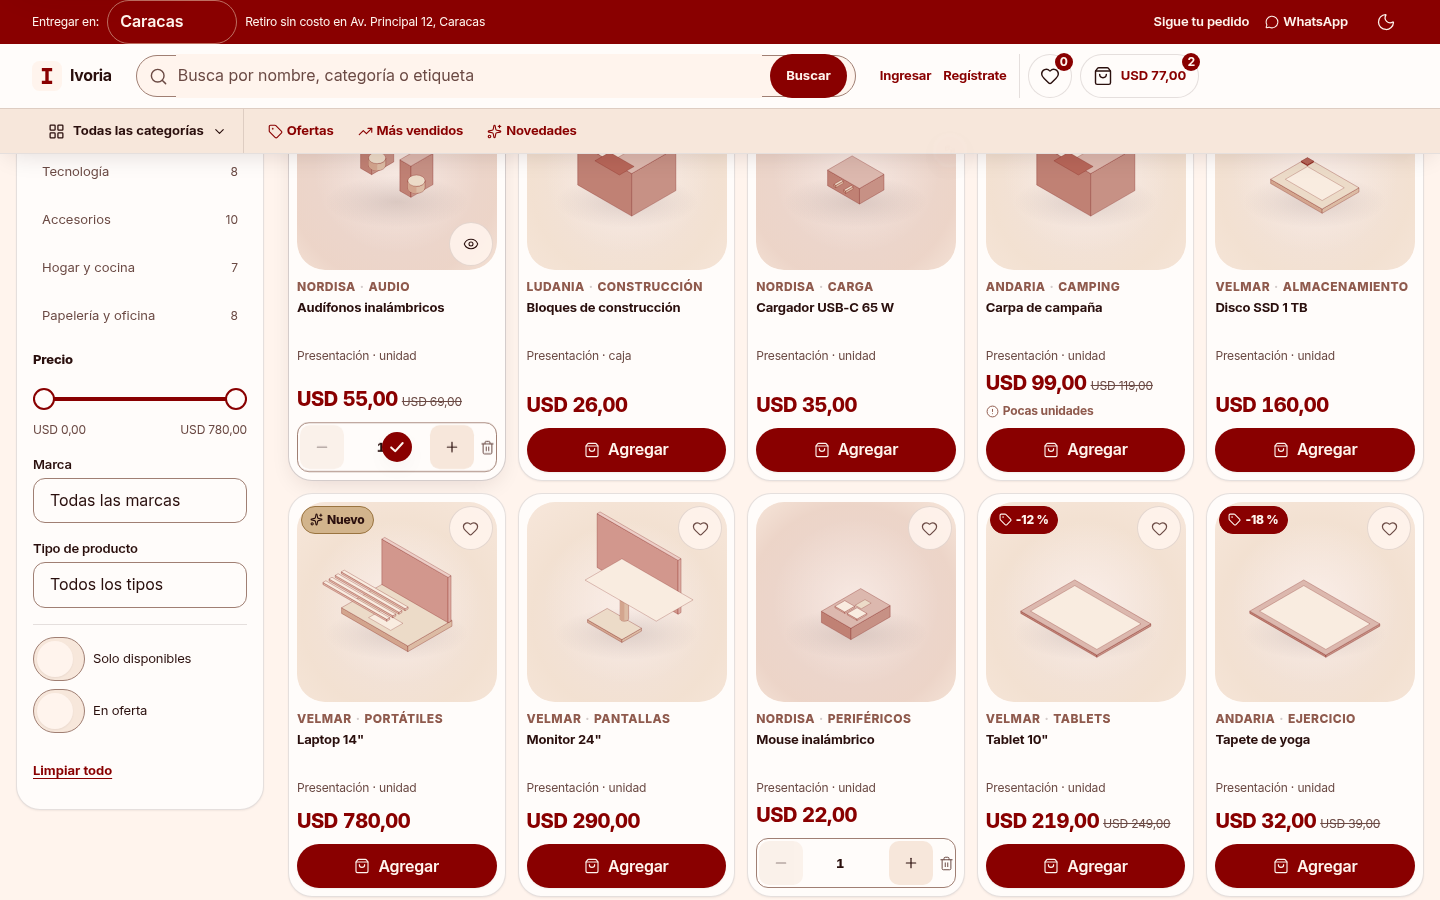 Entregar en:
Caracas
Retiro sin costo en Av. Principal 12, Caracas
Sigue tu pedido
WhatsApp
I
Ivoria
Busca por nombre, categoría o etiqueta
Buscar
Ingresar
Regístrate
0
USD 77,00
2
Todas las categorías
Ofertas
Más vendidos
Novedades
Tecnología 8
Accesorios 10
Hogar y cocina 7
Papelería y oficina 8
Precio
USD 0,00 USD 780,00
Marca
Todas las marcas
Tipo de producto
Todos los tipos
Solo disponibles
En oferta
Limpiar todo
NORDISA · AUDIO
Audífonos inalámbricos
Presentación · unidad
USD 55,00 USD 69,00
1
LUDANIA · CONSTRUCCIÓN
Bloques de construcción
Presentación · caja
USD 26,00
Agregar
NORDISA · CARGA
Cargador USB-C 65 W
Presentación · unidad
USD 35,00
Agregar
ANDARIA · CAMPING
Carpa de campaña
Presentación · unidad
USD 99,00 USD 119,00
Pocas unidades
Agregar
VELMAR · ALMACENAMIENTO
Disco SSD 1 TB
Presentación · unidad
USD 160,00
Agregar
Nuevo
VELMAR · PORTÁTILES
Laptop 14"
Presentación · unidad
USD 780,00
Agregar
VELMAR · PANTALLAS
Monitor 24"
Presentación · unidad
USD 290,00
Agregar
NORDISA · PERIFÉRICOS
Mouse inalámbrico
Presentación · unidad
USD 22,00
1
-12 %
VELMAR · TABLETS
Tablet 10"
Presentación · unidad
USD 219,00 USD 249,00
Agregar
-18 %
ANDARIA · EJERCICIO
Tapete de yoga
Presentación · unidad
USD 32,00 USD 39,00
Agregar